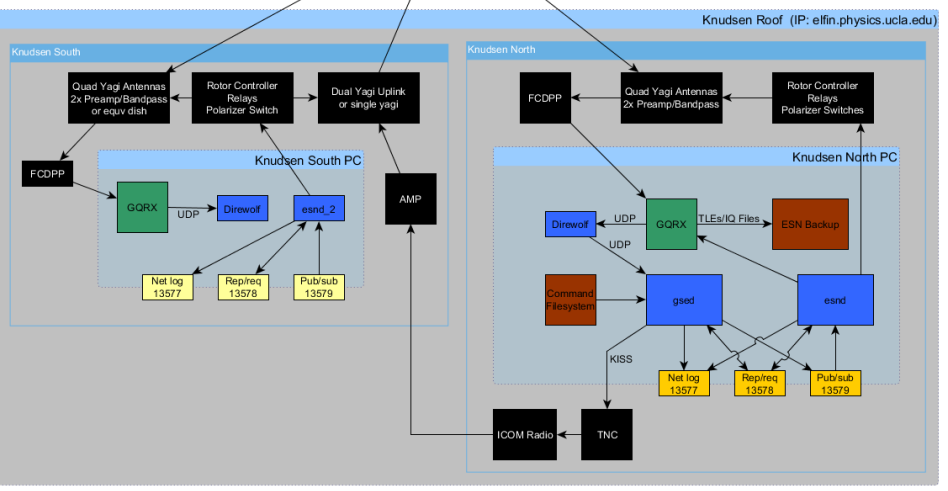 Knudsen Roof (IP: elfin.physics.ucla.edu)
Knudsen South
Quad Yagi Antennas
2x Preamp/Bandpass
or equv dish
Rotor Controller
Relays
Polarizer Switch
Dual Yagi Uplink
or single yagi
FCDPP
Knudsen South PC
GQRX
UDP
Direwolf
esnd_2
AMP
Net log
13577
Rep/req
13578
Pub/sub
13579
Knudsen North
FCDPP
Quad Yagi Antennas
2x Preamp/Bandpass
Rotor Controller
Relays
Polarizer Switches
Knudsen North PC
Direwolf
UDP
GQRX
TLEs/IQ Files
ESN Backup
UDP
Command
Filesystem
gsed
esnd
KISS
Net log
13577
Rep/req
13578
Pub/sub
13579
ICOM Radio
TNC